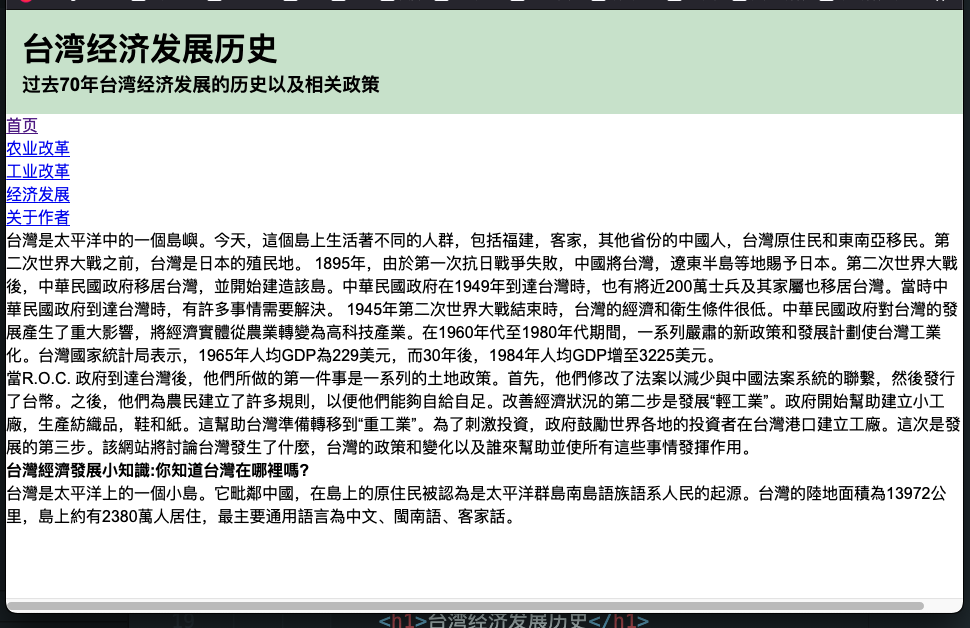 台湾经济发展历史
过去70年台湾经济发展的历史以及相关政策
首页
农业改革
工业改革
经济发展
关于作者
台灣是太平洋中的一個島嶼。今天，這個島上生活著不同的人群，包括福建，客家，其他省份的中國人，台灣原住民和東南亞移民。第
二次世界大戰之前，台灣是日本的殖民地。 1895年，由於第一次抗日戰爭失敗，中國將台灣，遼東半島等地賜予日本。第二次世界大戰
後，中華民國政府移居台灣，並開始建造該島。中華民國政府在1949年到達台灣時，也有將近200萬士兵及其家屬也移居台灣。當時中
華民國政府到達台灣時，有許多事情需要解決。 1945年第二次世界大戰結束時，台灣的經濟和衛生條件很低。中華民國政府對台灣的發
展產生了重大影響，將經濟實體從農業轉變為高科技產業。在1960年代至1980年代期間，一系列嚴肅的新政策和發展計劃使台灣工業
化。台灣國家統計局表示，1965年人均GDP為229美元，而30年後，1984年人均GDP增至3225美元。
當R.O.C. 政府到達台灣後，他們所做的第一件事是一系列的土地政策。首先，他們修改了法案以減少與中國法案系統的聯繫，然後發行
了台幣。之後，他們為農民建立了許多規則，以便他們能夠自給自足。改善經濟狀況的第二步是發展“輕工業”。政府開始幫助建立小工
廠，生產紡織品，鞋和紙。這幫助台灣準備轉移到“重工業”。為了刺激投資，政府鼓勵世界各地的投資者在台灣港口建立工廠。這次是發
展的第三步。該網站將討論台灣發生了什麼，台灣的政策和變化以及誰來幫助並使所有這些事情發揮作用。
台灣經濟發展小知識:你知道台灣在哪裡嗎?
台灣是太平洋上的一個小島。它毗鄰中國，在島上的原住民被認為是太平洋群島南島語族語系人民的起源。台灣的陸地面積為13972公
里，島上約有2380萬人居住，最主要通用語言為中文、閩南語、客家話。
19 <h1>台湾经济发展历史</h1>